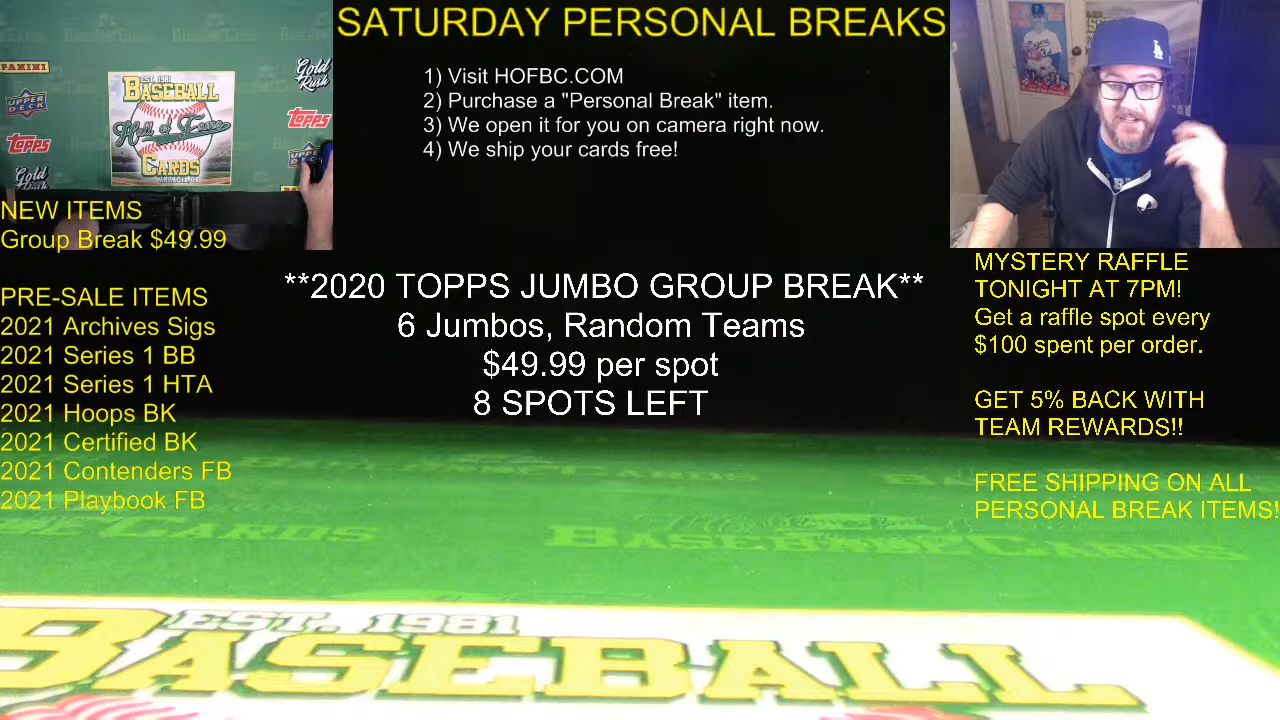 SATURDAY PERSONAL BREAKS
1) Visit HOFBC.COM
2) Purchase a "Personal Break" item.
3) We open it for you on camera right now.
4) We ship your cards free!
PANINI
UPPER DECK
Topps
Gold Rush
EST. 1981
BASEBALL
Hall of Fame
CARDS
Gold Rush
Topps
NEW ITEMS
Group Break $49.99
PRE-SALE ITEMS
2021 Archives Sigs
2021 Series 1 BB
2021 Series 1 HTA
2021 Hoops BK
2021 Certified BK
2021 Contenders FB
2021 Playbook FB
**2020 TOPPS JUMBO GROUP BREAK**
6 Jumbos, Random Teams
$49.99 per spot
8 SPOTS LEFT
LA
MYSTERY RAFFLE
TONIGHT AT 7PM!
Get a raffle spot every
$100 spent per order.
GET 5% BACK WITH
TEAM REWARDS!!
FREE SHIPPING ON ALL
PERSONAL BREAK ITEMS!
BASEBALL CARDS
EST. 1981
BASEBALL